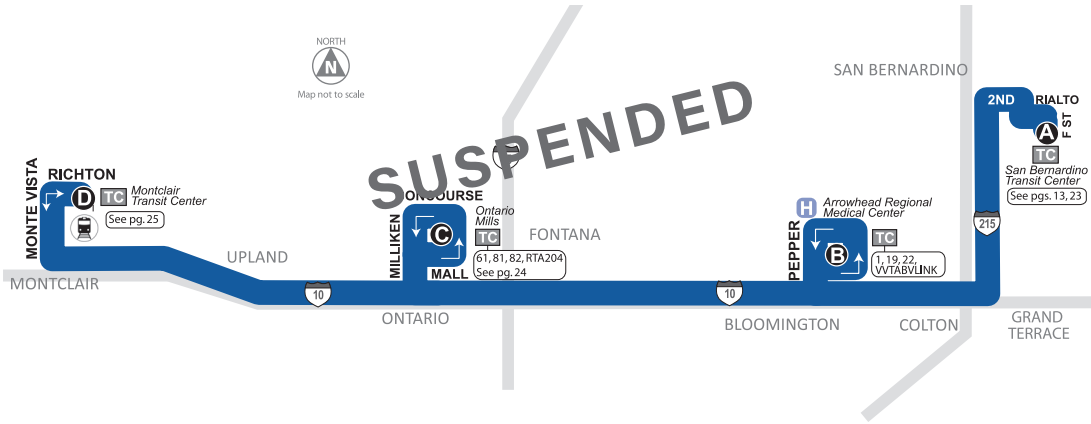 NORTH
N
Map not to scale
SUSPENDED
SAN BERNARDINO
2ND
RIALTO
F ST
A
TC
San Bernardino
Transit Center
See pgs. 13, 23
215
MONTE VISTA
RICHTON
D
TC
Montclair
Transit Center
See pg. 25
UPLAND
MONTCLAIR
10
ONCOURSE
MILLIKEN
C
MALL
Ontario
Mills
TC
61, 81, 82, RTA204
See pg. 24
FONTANA
ONTARIO
H
Arrowhead Regional
Medical Center
PEPPER
B
TC
1, 19, 22,
VVTABVLINK
10
BLOOMINGTON
COLTON
GRAND
TERRACE